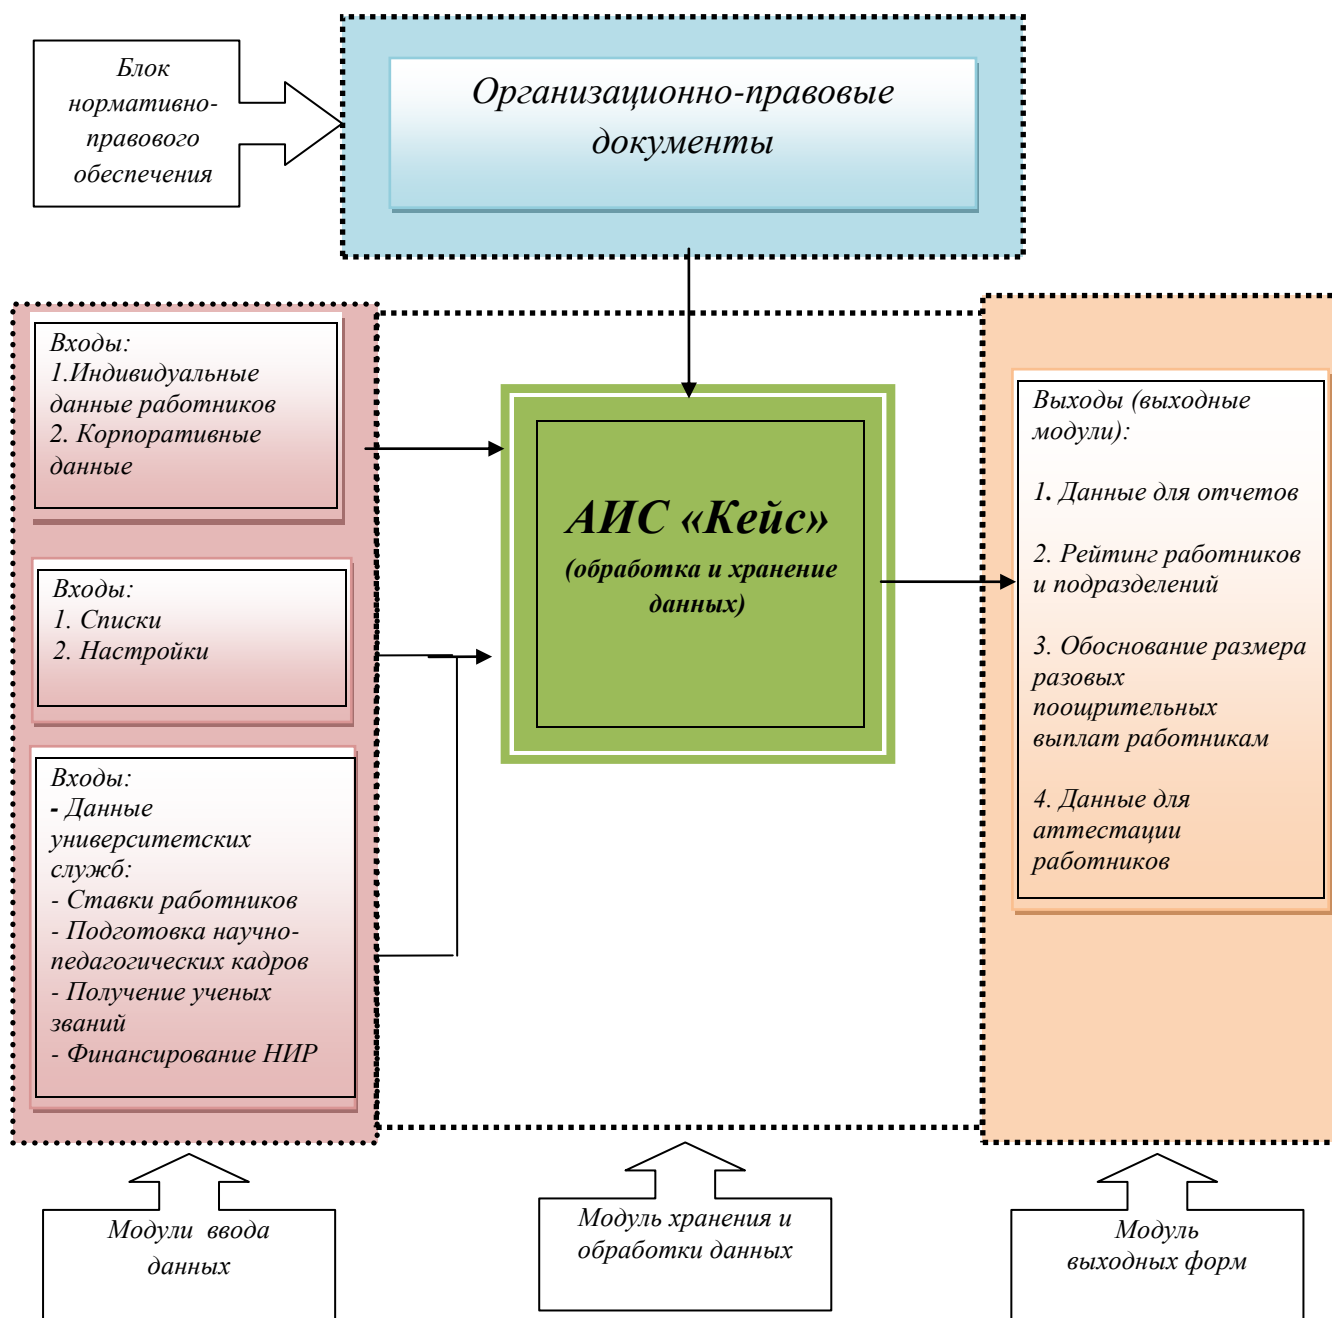 Блок
нормативно-
правового
обеспечения
Организационно-правовые
документы
Входы:
1.Индивидуальные
данные работников
2. Корпоративные
данные
Входы:
1. Списки
2. Настройки
Входы:
- Данные
университетских
служб:
- Ставки работников
- Подготовка научно-
педагогических кадров
- Получение ученых
званий
- Финансирование НИР
АИС «Кейс»
(обработка и хранение
данных)
Выходы (выходные
модули):
1. Данные для отчетов
2. Рейтинг работников
и подразделений
3. Обоснование размера
разовых
поощрительных
выплат работникам
4. Данные для
аттестации
работников
Модули ввода
данных
Модуль хранения и
обработки данных
Модуль
выходных форм